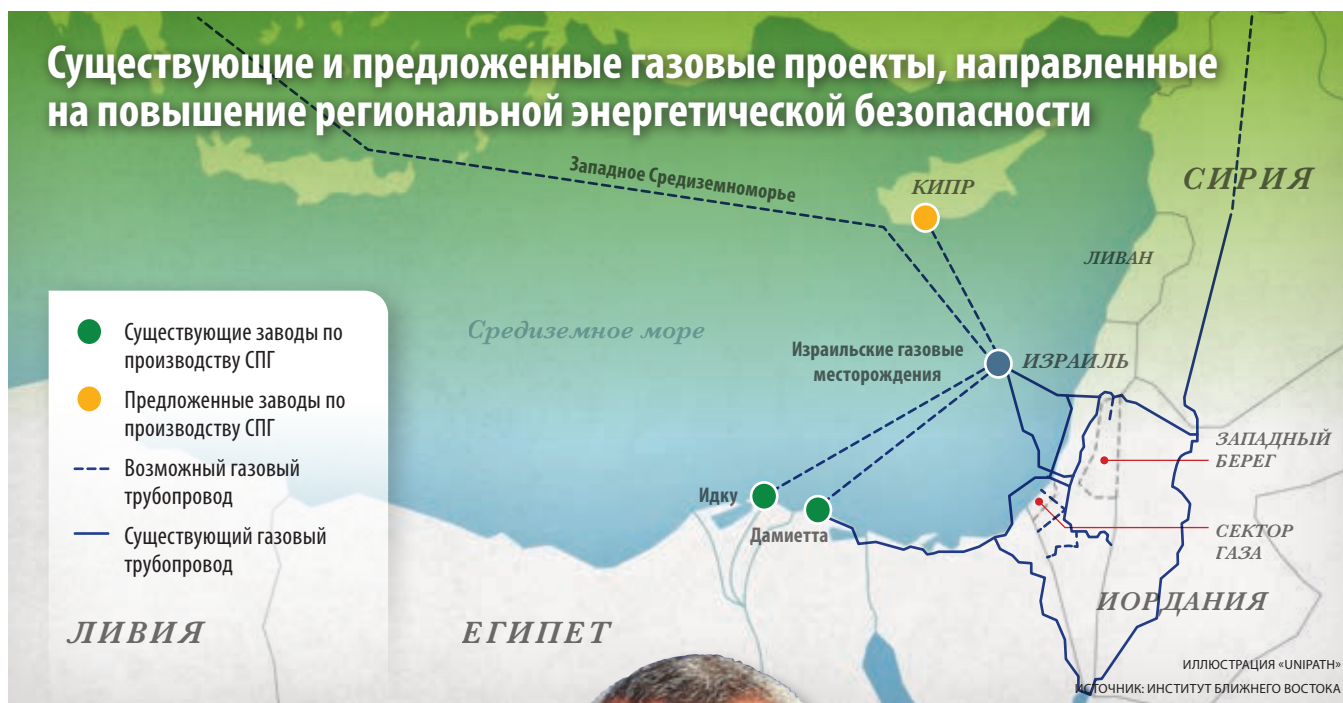 Существующие и предложенные газовые проекты, направленные
на повышение региональной энергетической безопасности
Западное Средиземноморье
КИПР
СИРИЯ
ЛИВАН
Средиземное море
Израильские газовые
месторождения
ИЗРАИЛЬ
Существующие заводы по
производству СПГ
Предложенные заводы по
производству СПГ
Возможный газовый
трубопровод
Существующий газовый
трубопровод
ЗАПАДНЫЙ
БЕРЕГ
Идку
Дамиетта
СЕКТОР
ГАЗА
ИОРДАНИЯ
ЛИВИЯ
ЕГИПЕТ
ИЛЛЮСТРАЦИЯ «UNIPATH»
ИСТОЧНИК: ИНСТИТУТ БЛИЖНЕГО ВОСТОКА